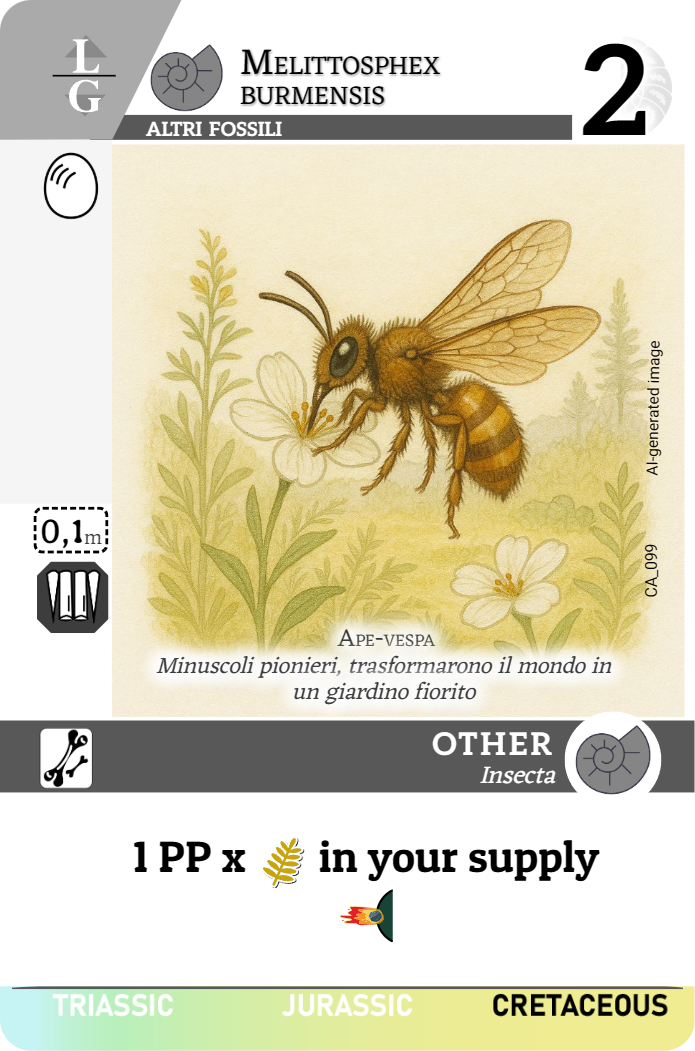 L
G
MELITTOSPHEX
BURMENSIS
2
ALTRI FOSSILI
0,1m
AI-generated image
CA_099
APE-VESPA
Minuscoli pionieri, trasformarono il mondo in
un giardino fiorito
OTHER
Insecta
1 PP x in your supply
TRIASSIC JURASSIC CRETACEOUS